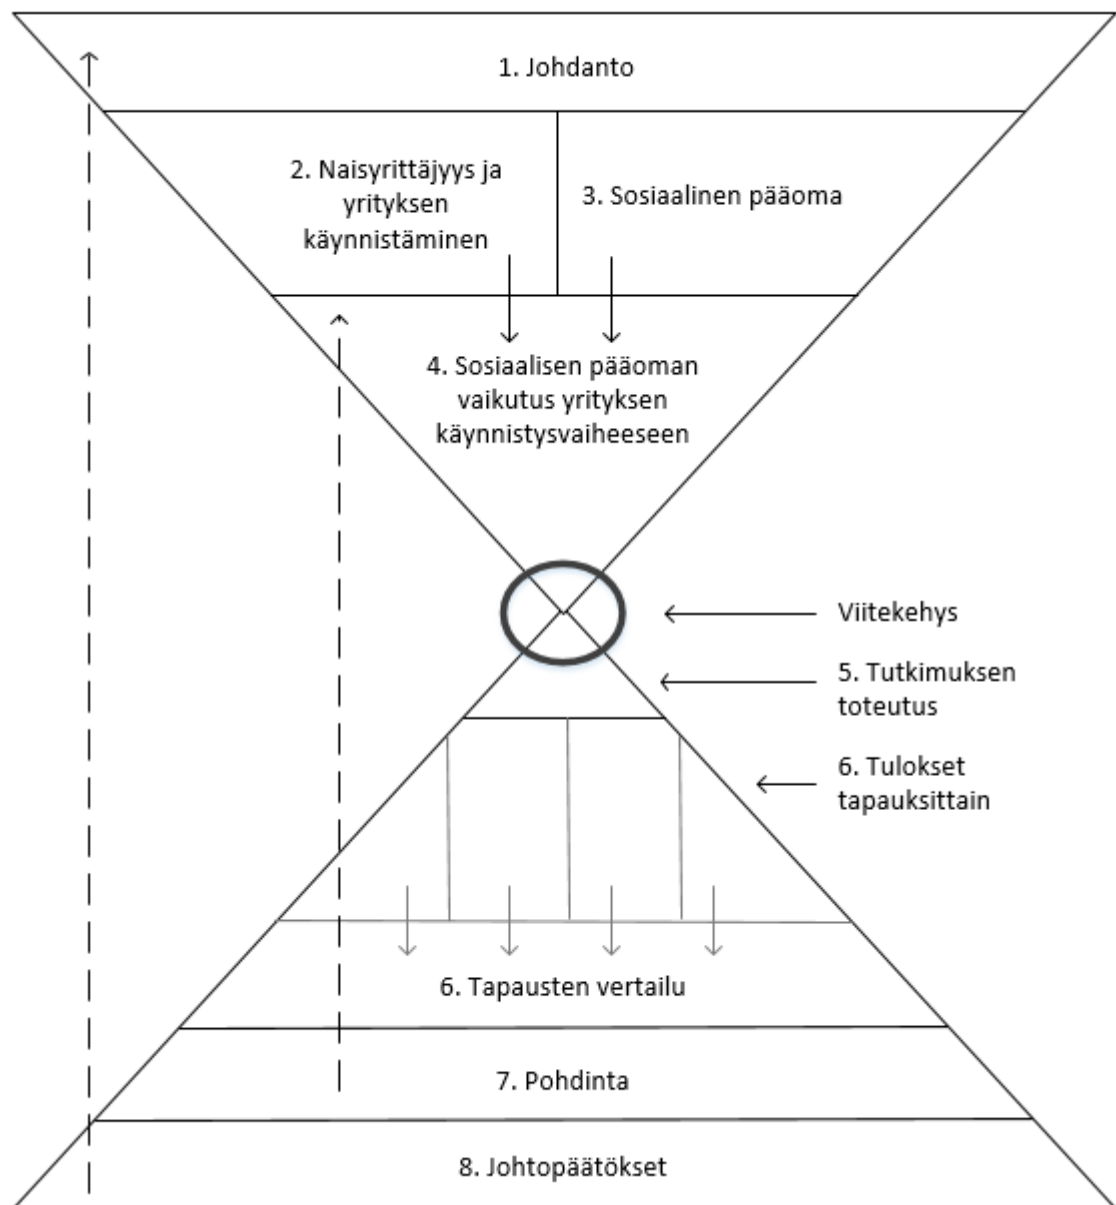 1. Johdanto
2. Naisyrittäjyys ja
yrityksen
käynnistäminen
3. Sosiaalinen pääoma
4. Sosiaalisen pääoman
vaikutus yrityksen
käynnistysvaiheeseen
Viitekehys
5. Tutkimuksen
toteutus
6. Tulokset
tapauksittain
6. Tapausten vertailu
7. Pohdinta
8. Johtopäätökset